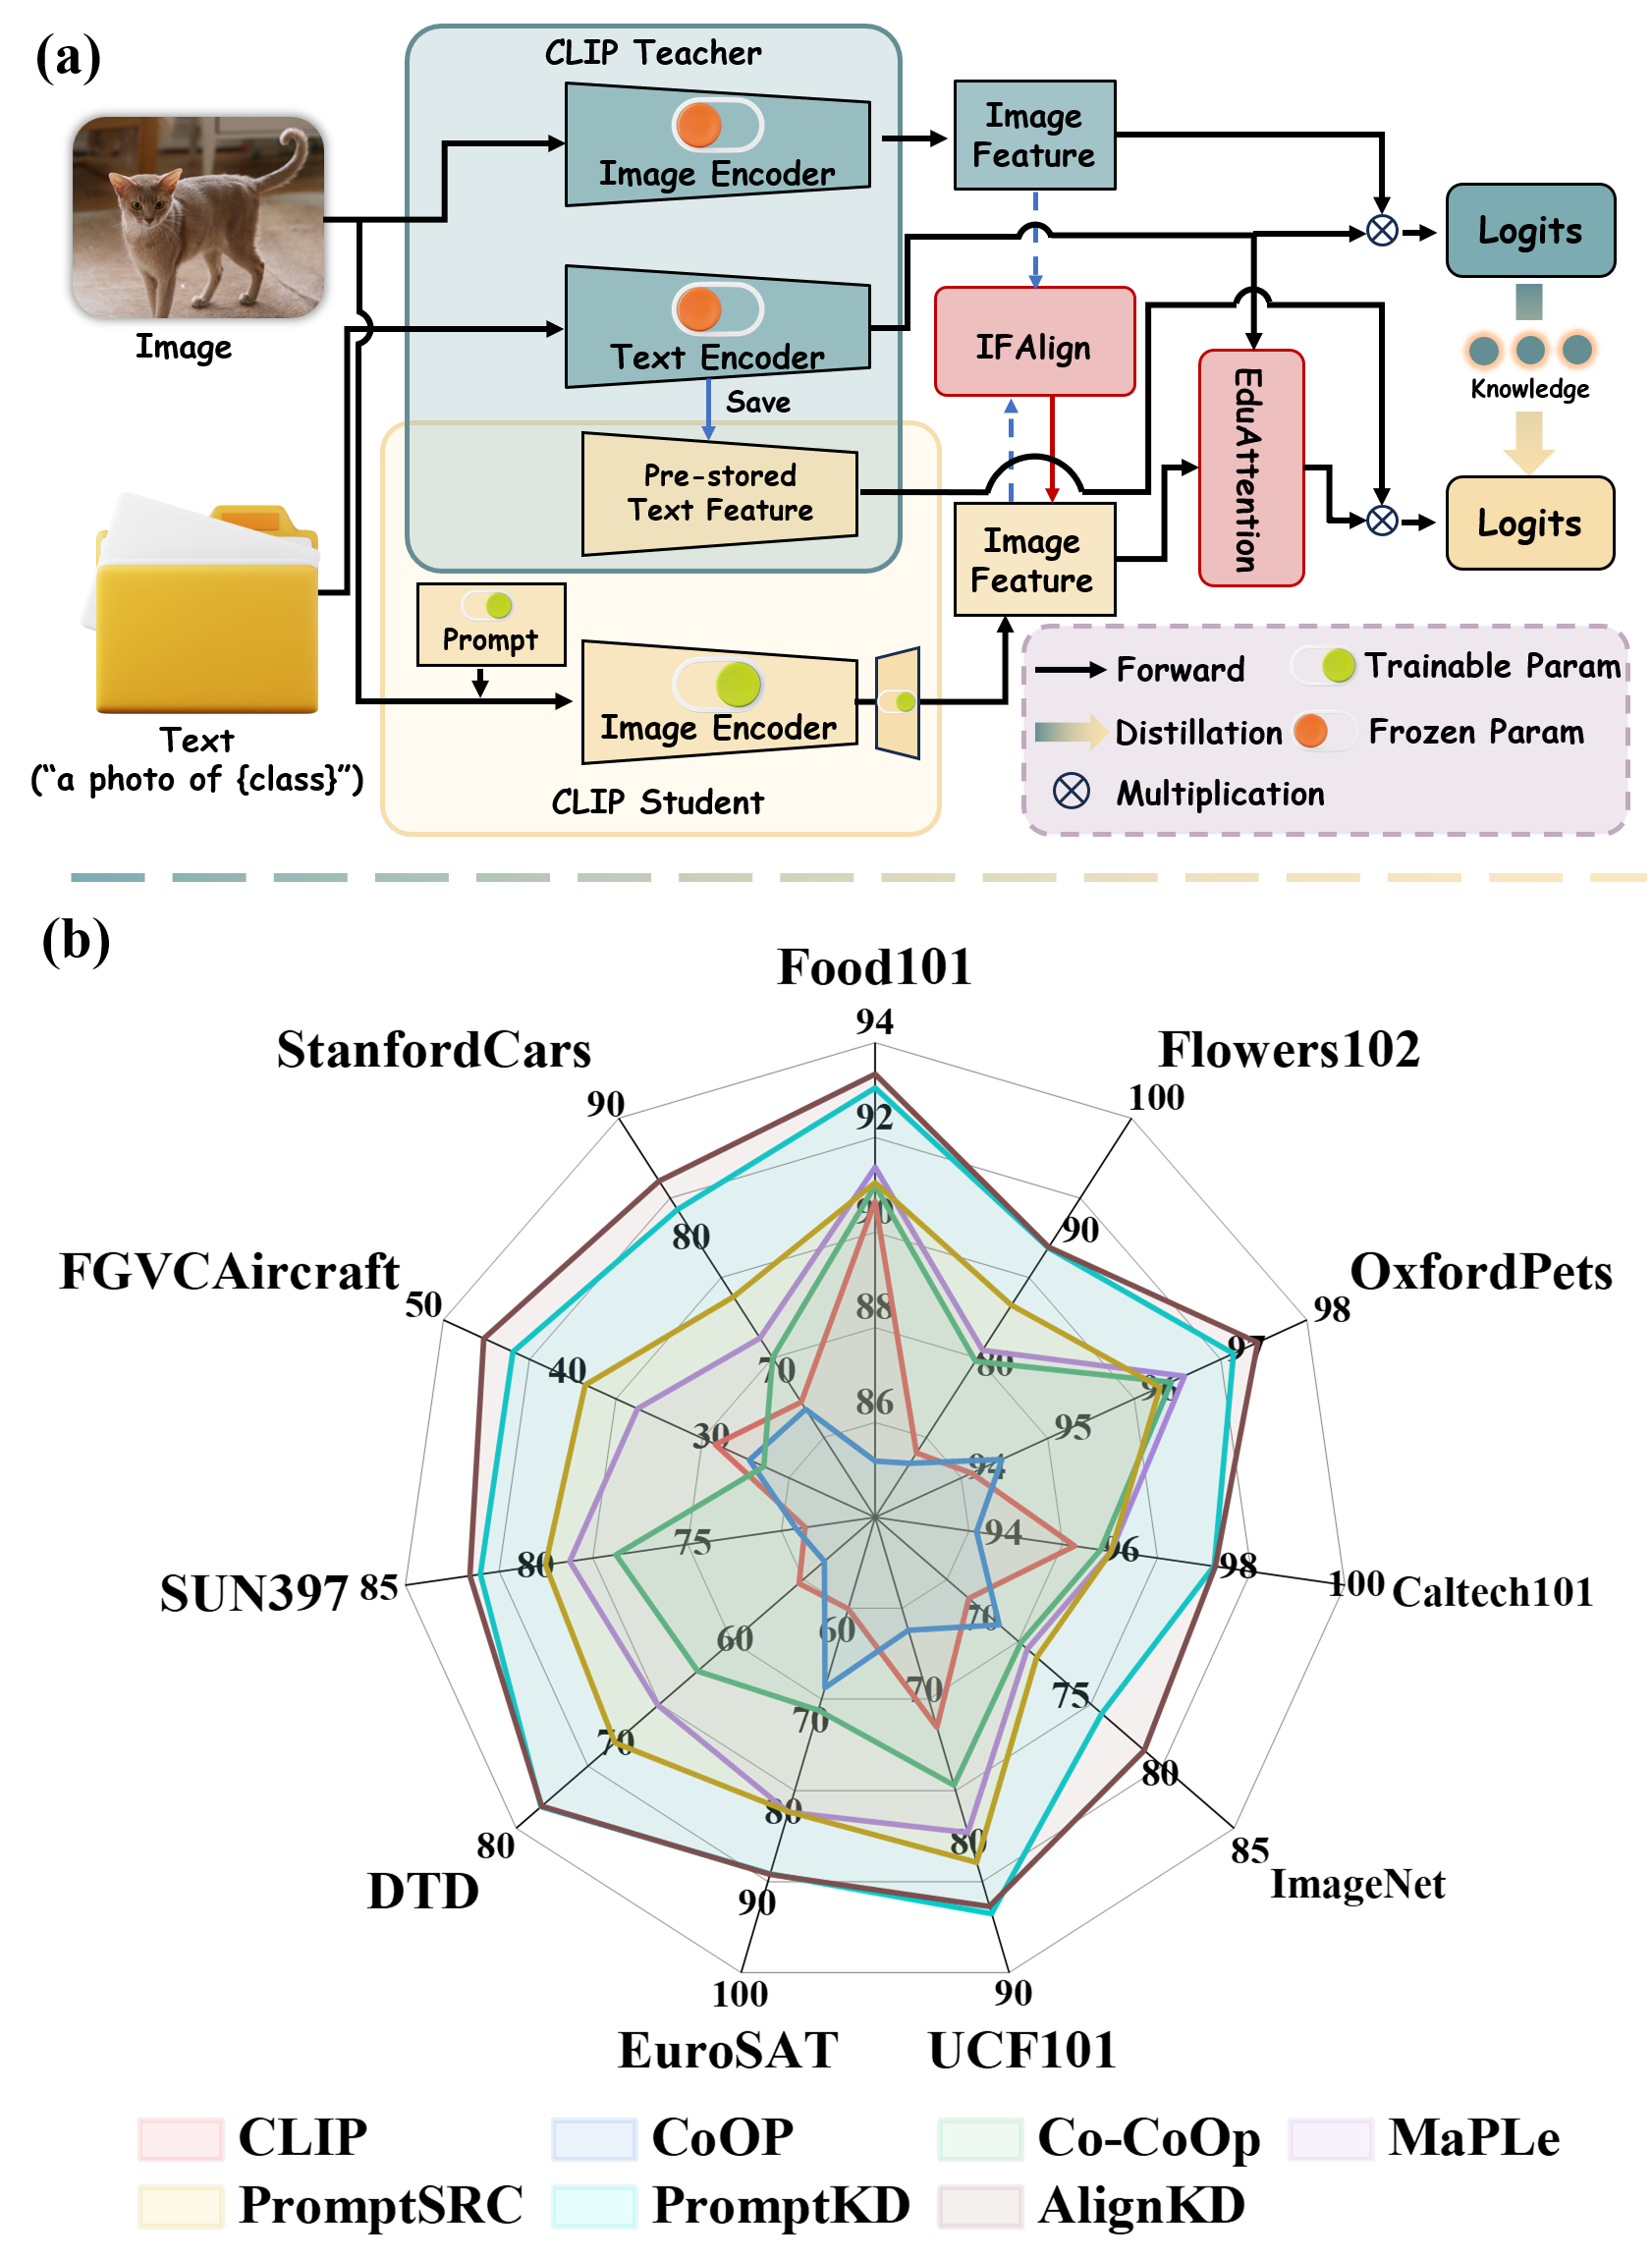 (a)
CLIP Teacher
Image Encoder
Image
Feature
Logits
Image
Text Encoder
IFAlign
Save
Knowledge
Pre-stored
Text Feature
EduAttention
Image
Feature
Logits
Prompt
Image Encoder
Text
("a photo of {class}")
CLIP Student
Forward
Trainable Param
Distillation
Frozen Param
Multiplication
(b)
Food101
94
92
90
88
86
Flowers102
100
90
80
OxfordPets
98
97
96
95
94
Caltech101
100
98
96
94
ImageNet
85
80
75
70
UCF101
90
80
70
EuroSAT
100
90
80
70
60
DTD
80
70
60
SUN397
85
80
75
FGVCAircraft
50
40
30
StanfordCars
90
80
70
CLIP
CoOP
Co-CoOp
MaPLe
PromptSRC
PromptKD
AlignKD